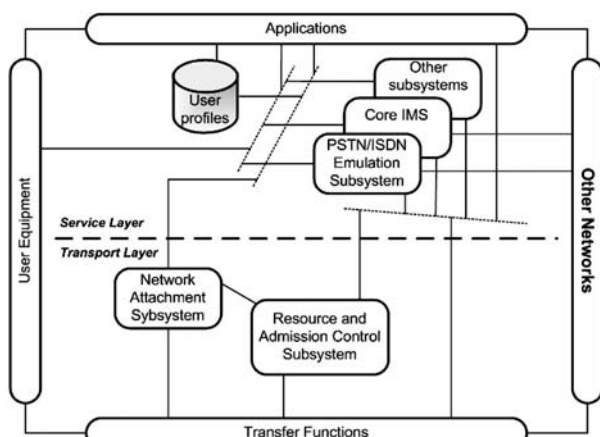 Applications
User
profiles
Other
subsystems
Core IMS
PSTN/ISDN
Emulation
Subsystem
User Equipment
Other Networks
Service Layer
Transport Layer
Network
Attachment
Sybsystem
Resource and
Admission Control
Subsystem
Transfer Functions